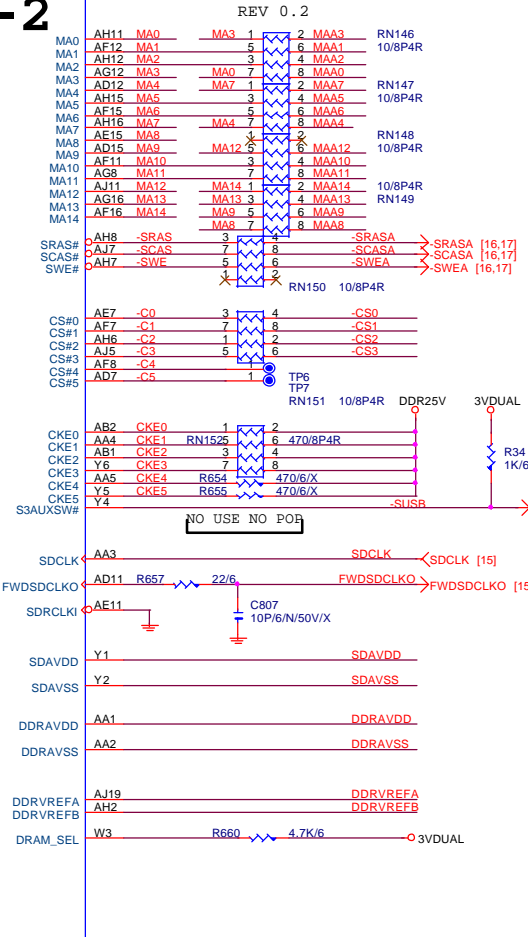 -2
REV 0.2
MA0 AH11 MA0 MA3 1 2 MAA3 RN146
MA1 AF12 MA1 5 6 MAA1 10/8P4R
MA2 AH12 MA2 3 4 MAA2
MA3 AG12 MA3 MA0 7 8 MAA0
MA4 AD12 MA4 MA7 1 2 MAA7 RN147
MA5 AH15 MA5 3 4 MAA5 10/8P4R
MA6 AF15 MA6 5 6 MAA6
MA7 AH16 MA7 MA4 7 8 MAA4
MA8 AE15 MA8 1 2 RN148
MA9 AD15 MA9 MA12 5 6 MAA12 10/8P4R
MA10 AF11 MA10 3 4 MAA10
MA11 AG8 MA11 7 8 MAA11
MA12 AJ11 MA12 MA14 1 2 MAA14 10/8P4R
MA13 AG16 MA13 MA13 3 4 MAA13 RN149
MA14 AF16 MA14 MA9 5 6 MAA9
MA8 7 8 MAA8
SRAS# AH8 -SRAS 3 4 -SRASA -SRASA [16,17]
SCAS# AJ7 -SCAS 7 8 -SCASA -SCASA [16,17]
SWE# AH7 -SWE 5 6 -SWEA -SWEA [16,17]
1 2
RN150 10/8P4R
CS#0 AE7 -C0 3 4 -CS0
CS#1 AF7 -C1 7 8 -CS1
CS#2 AH6 -C2 1 2 -CS2
CS#3 AJ5 -C3 5 6 -CS3
CS#4 AF8 -C4 1
CS#5 AD7 -C5 1 TP6
TP7
RN151 10/8P4R DDR25V 3VDUAL
CKE0 AB2 CKE0 1 2
CKE1 AA4 CKE1 RN152 5 6 470/8P4R
CKE2 AB1 CKE2 3 4 R34
CKE3 Y6 CKE3 7 8 1K/6
CKE4 AA5 CKE4 R654 470/6/X
CKE5 Y5 CKE5 R655 470/6/X
S3AUXSW# Y4 -SUSB
NO USE NO POP
SDCLK AA3 SDCLK SDCLK [15]
FWDSDCLKO AD11 R657 22/6 FWDSDCLKO FWDSDCLKO [15
SDRCLKI AE11 C807
10P/6/N/50V/X
SDAVDD Y1 SDAVDD
SDAVSS Y2 SDAVSS
DDRAVDD AA1 DDRAVDD
DDRAVSS AA2 DDRAVSS
DDRVREFA AJ19 DDRVREFA
DDRVREFB AH2 DDRVREFB
DRAM_SEL W3 R660 4.7K/6 3VDUAL